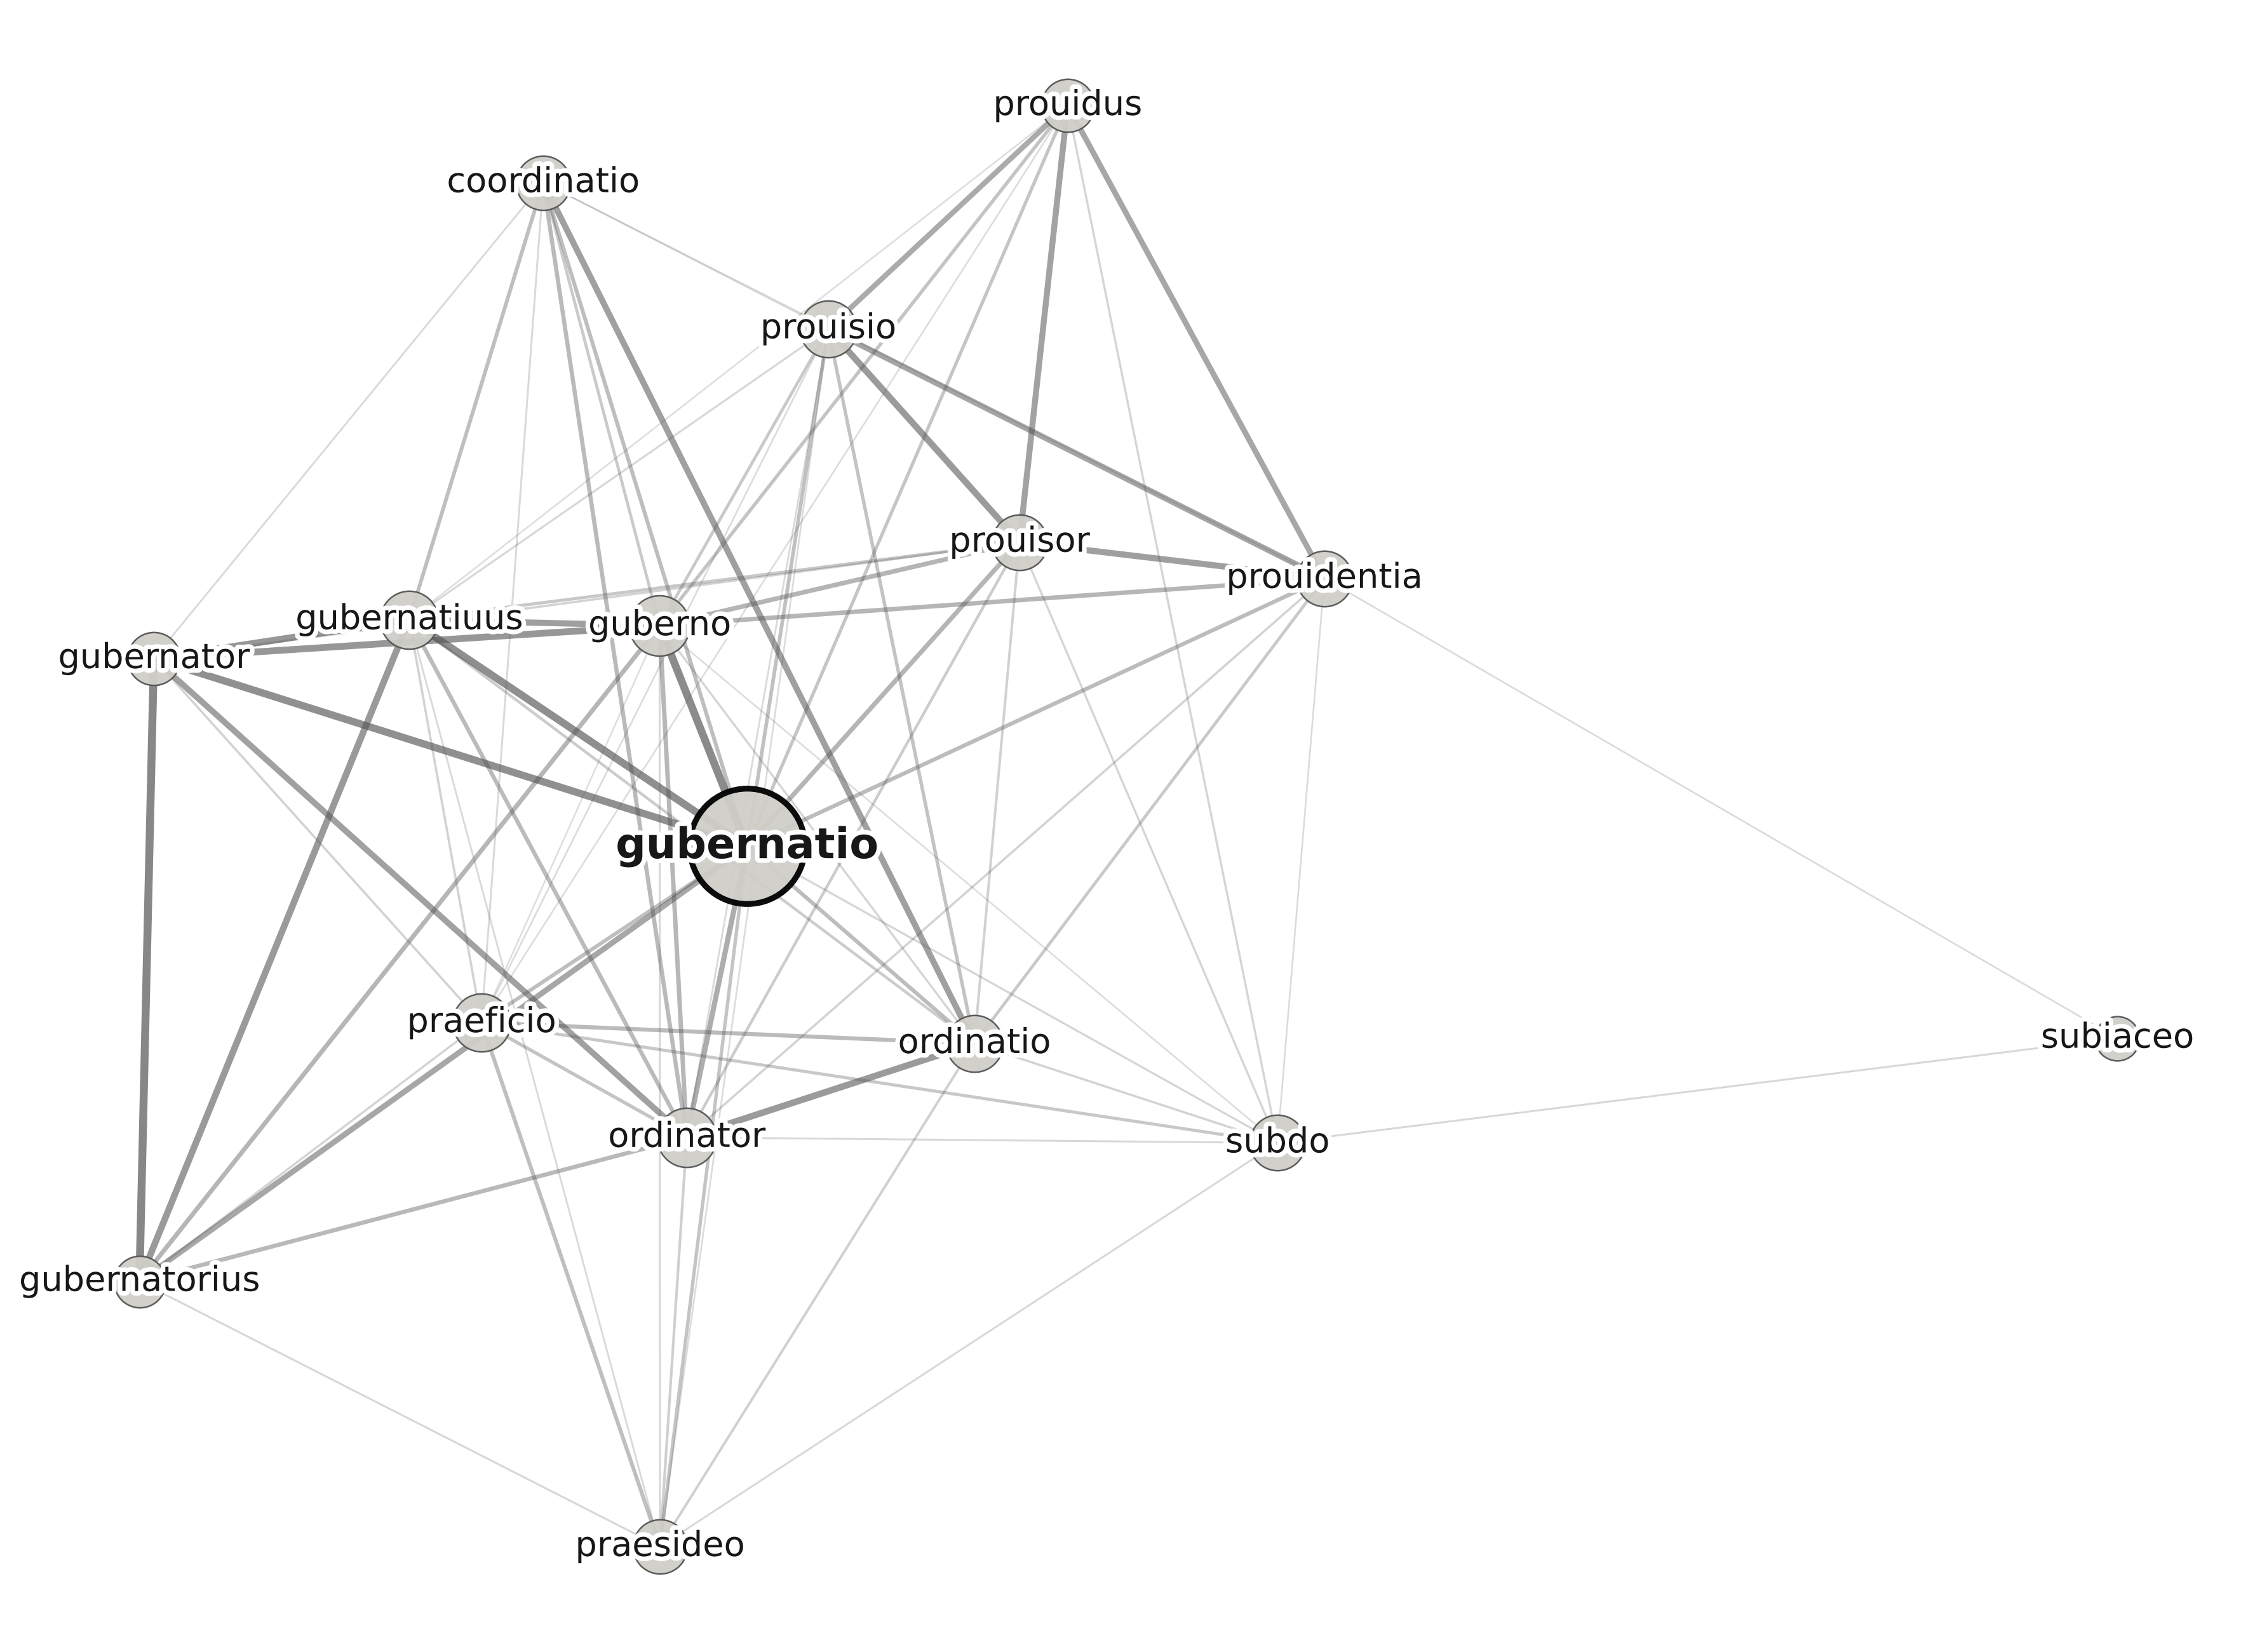 prouidus
coordinatio
prouisio
prouisor
prouidentia
gubernatiuus
guberno
gubernator
gubernatio
praeficio
ordinatio
subiaceo
ordinator
subdo
gubernatorius
praesideo